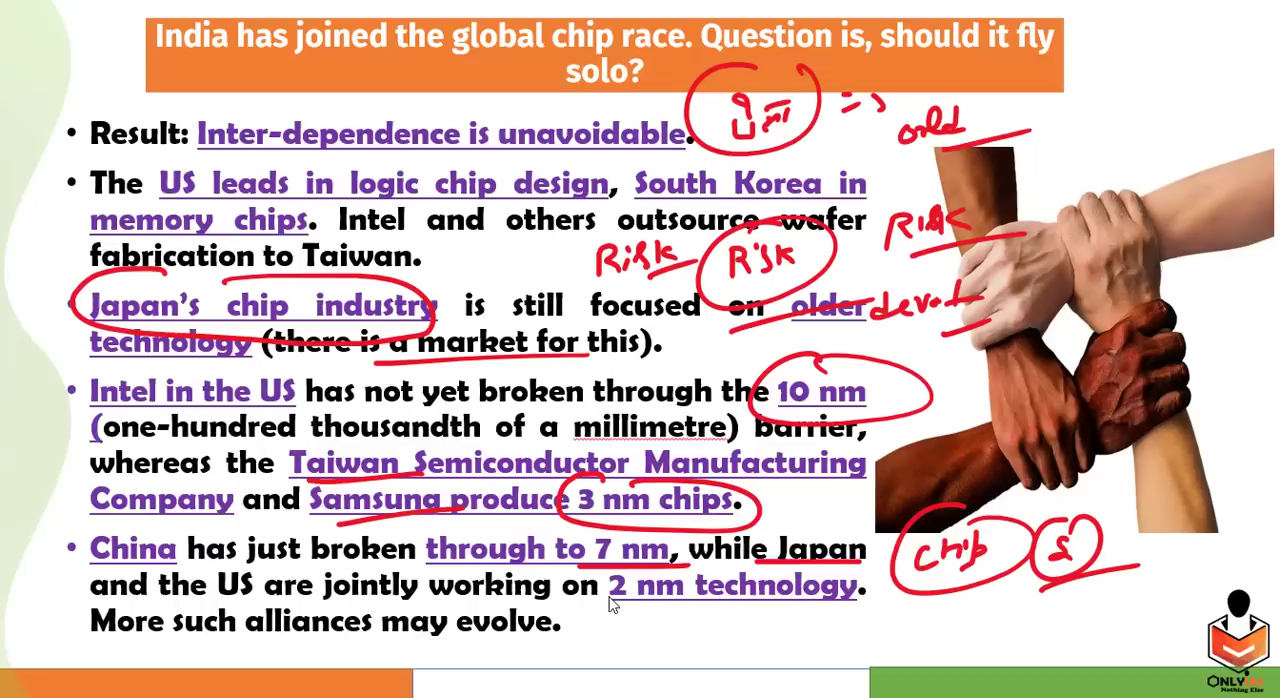 India has joined the global chip race. Question is, should it fly
solo?
• Result: Inter-dependence is unavoidable.
old
• The US leads in logic chip design, South Korea in
memory chips. Intel and others outsource wafer
fabrication to Taiwan.
Risk Risk Risk
• Japan's chip industry is still focused on older
technology (there is a market for this).
• Intel in the US has not yet broken through the 10 nm
(one-hundred thousandth of a millimetre) barrier,
whereas the Taiwan Semiconductor Manufacturing
Company and Samsung produce 3 nm chips.
• China has just broken through to 7 nm, while Japan
and the US are jointly working on 2 nm technology.
More such alliances may evolve.
chip
Nothing Else